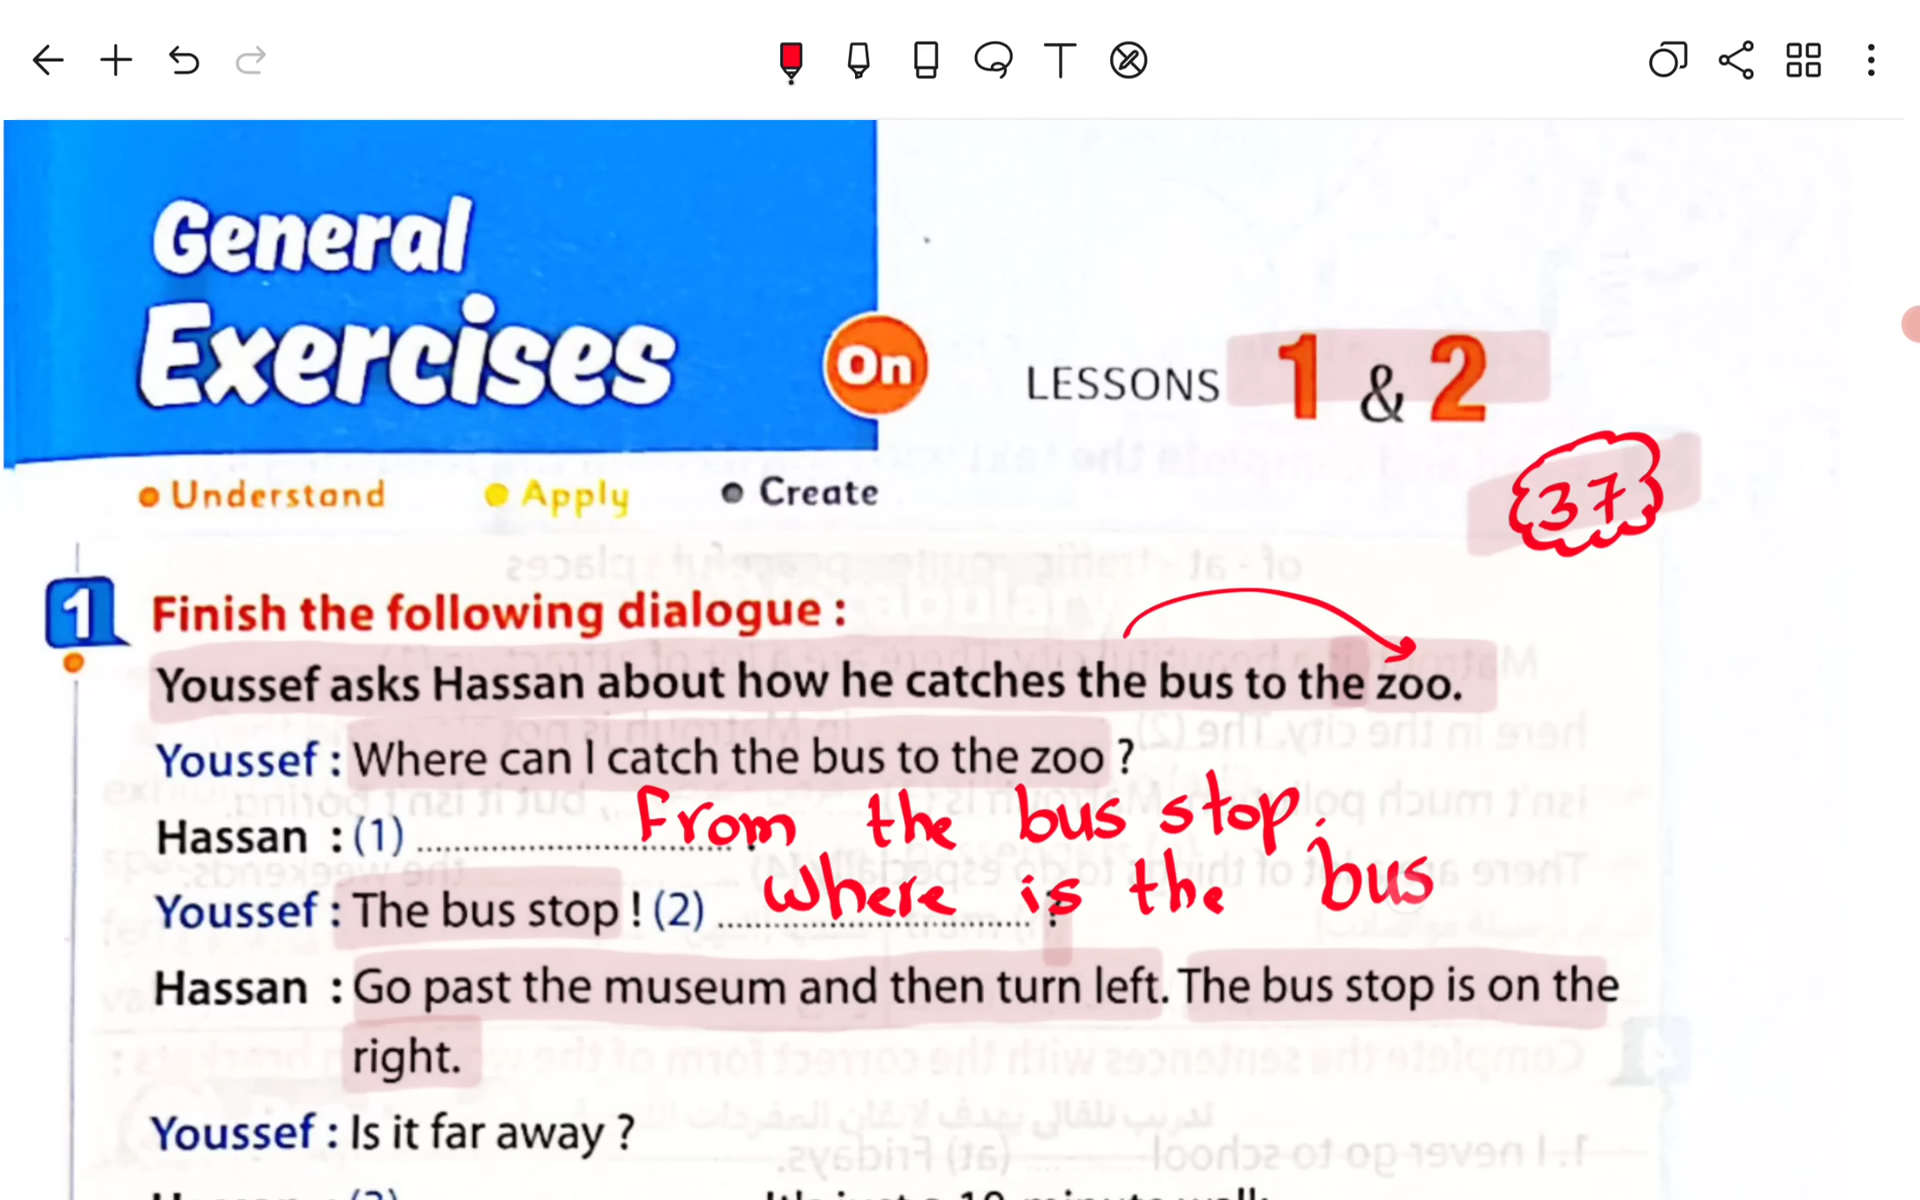 General
Exercises
On
LESSONS 1 & 2
37
Understand Apply Create
1 Finish the following dialogue :
Youssef asks Hassan about how he catches the bus to the zoo.
Youssef : Where can I catch the bus to the zoo ?
Hassan : (1) .............................. From the bus stop.
Youssef : The bus stop ! (2) .............................. ? where is the bus
Hassan : Go past the museum and then turn left. The bus stop is on the
right.
Youssef : Is it far away ?